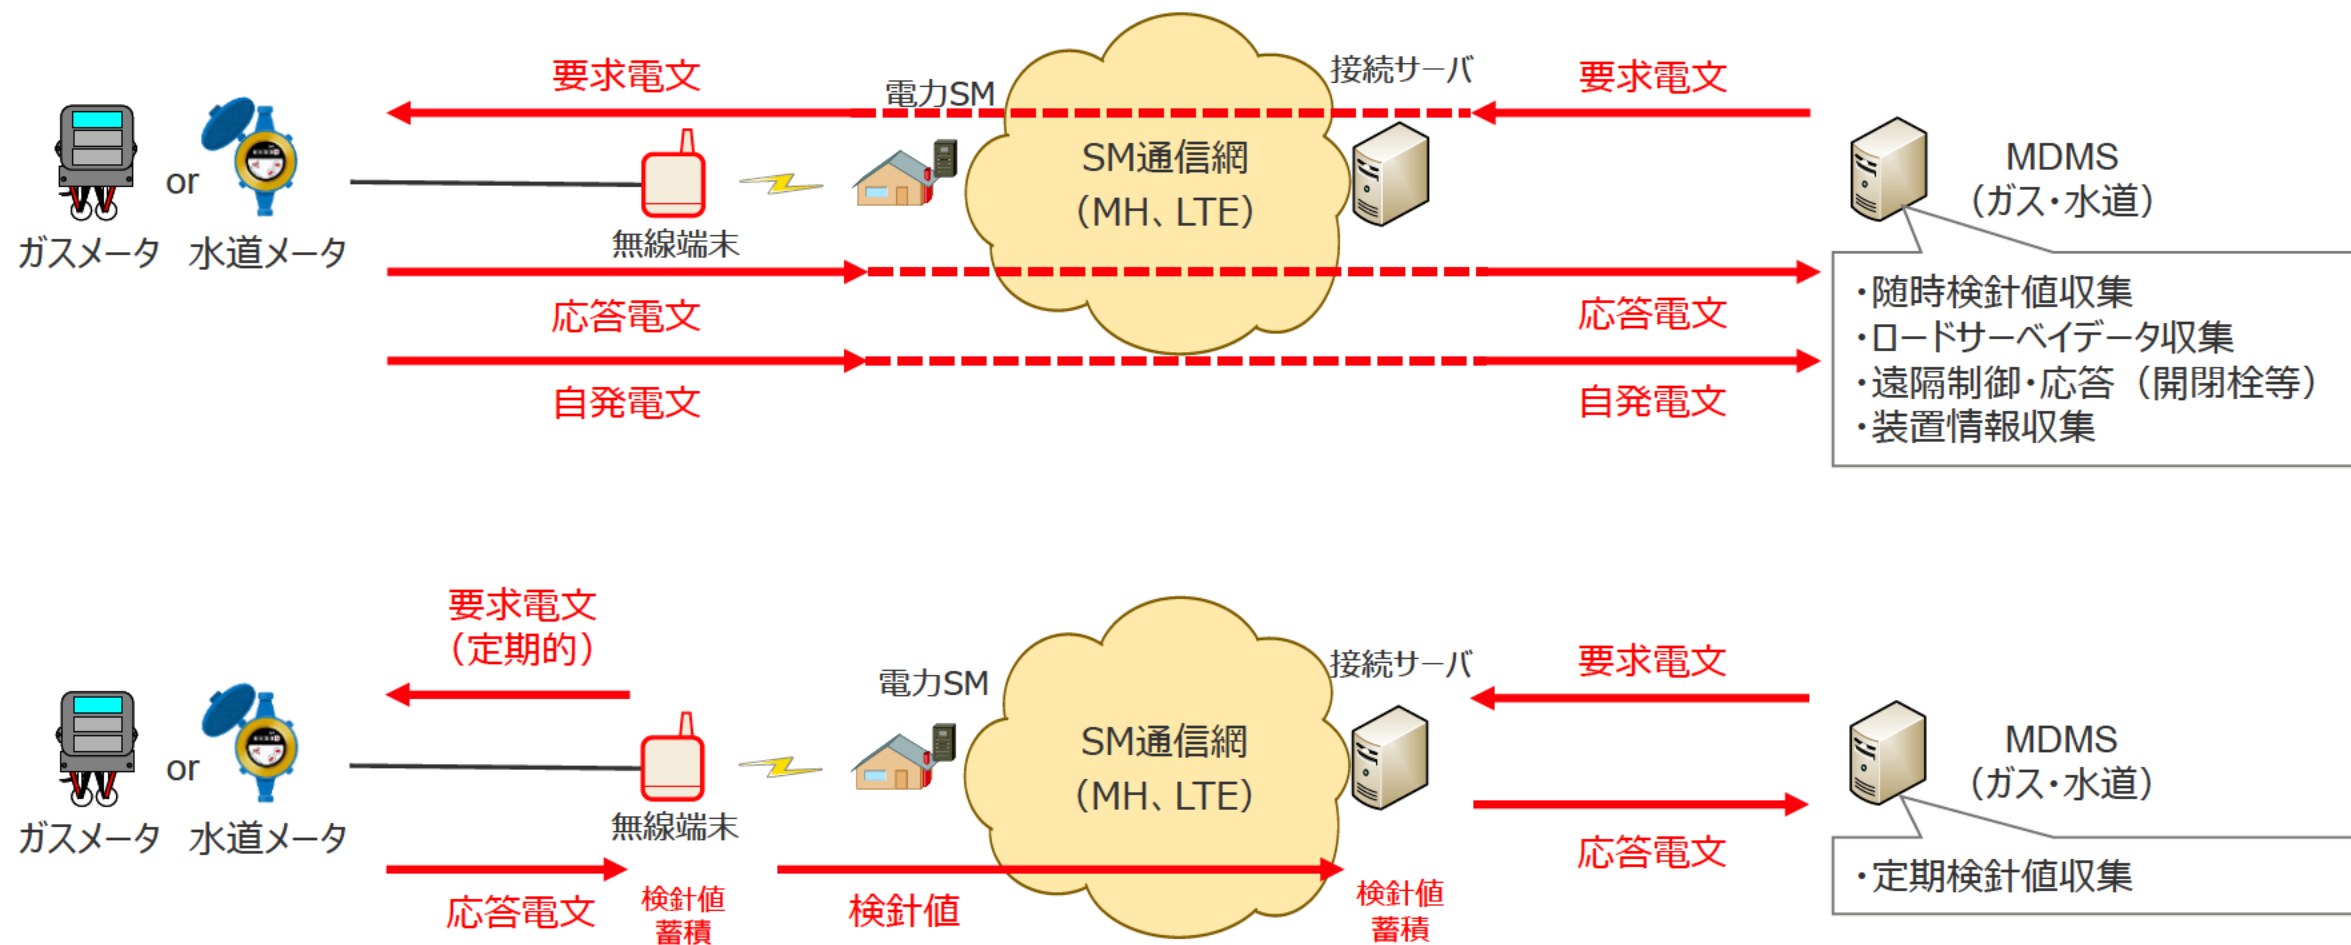 要求電文
電力SM
接続サーバ
要求電文
or
ガスメータ
水道メータ
無線端末
SM通信網
（MH、LTE）
MDMS
（ガス・水道）
応答電文
応答電文
自発電文
自発電文
・随時検針値収集
・ロードサーベイデータ収集
・遠隔制御・応答（開閉栓等）
・装置情報収集
要求電文
（定期的）
電力SM
接続サーバ
要求電文
or
ガスメータ
水道メータ
無線端末
SM通信網
（MH、LTE）
MDMS
（ガス・水道）
応答電文
検針値
蓄積
検針値
検針値
蓄積
応答電文
・定期検針値収集